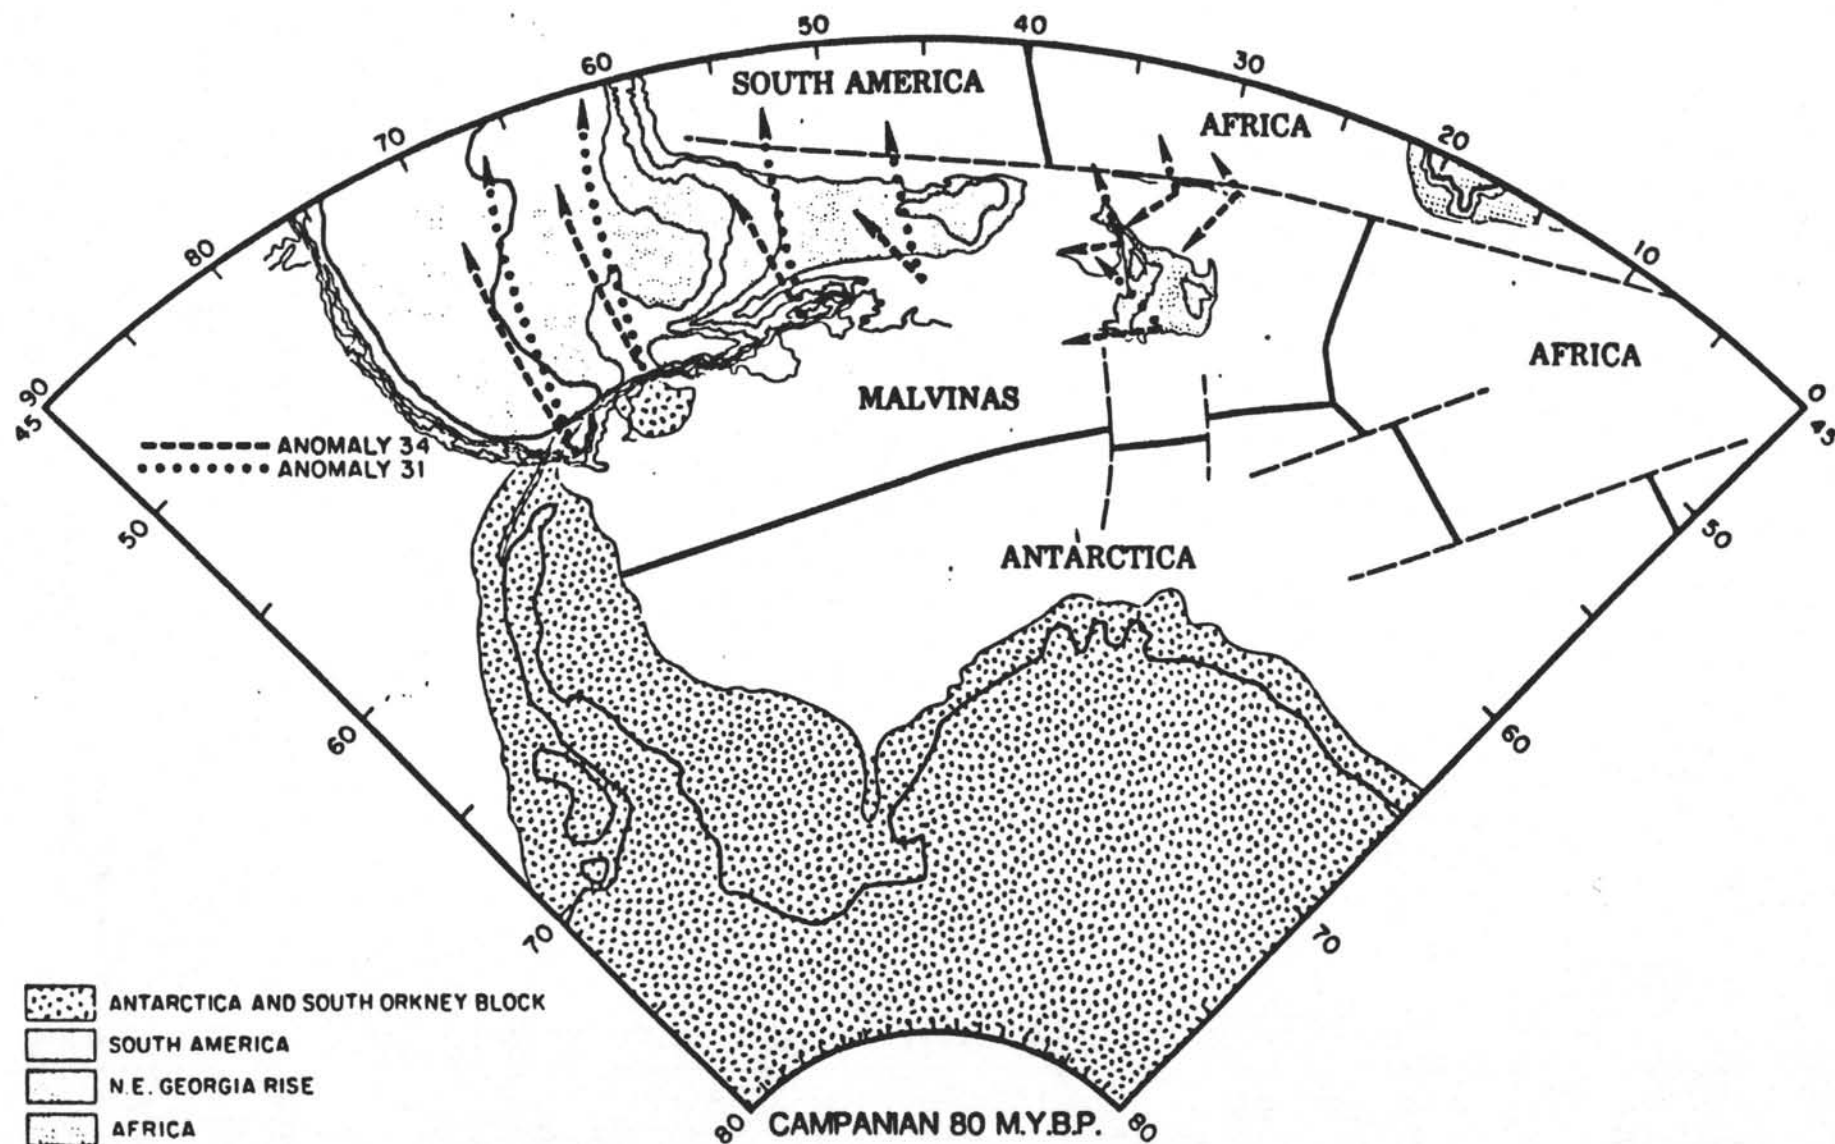 50
40
60
30
SOUTH AMERICA
AFRICA
70
20
80
10
AFRICA
90
45
MALVINAS
0
45
ANOMALY 34
ANOMALY 31
50
50
ANTARCTICA
60
60
70
70
ANTARCTICA AND SOUTH ORKNEY BLOCK
SOUTH AMERICA
N.E. GEORGIA RISE
AFRICA
80
CAMPANIAN 80 M.Y.B.P.
80